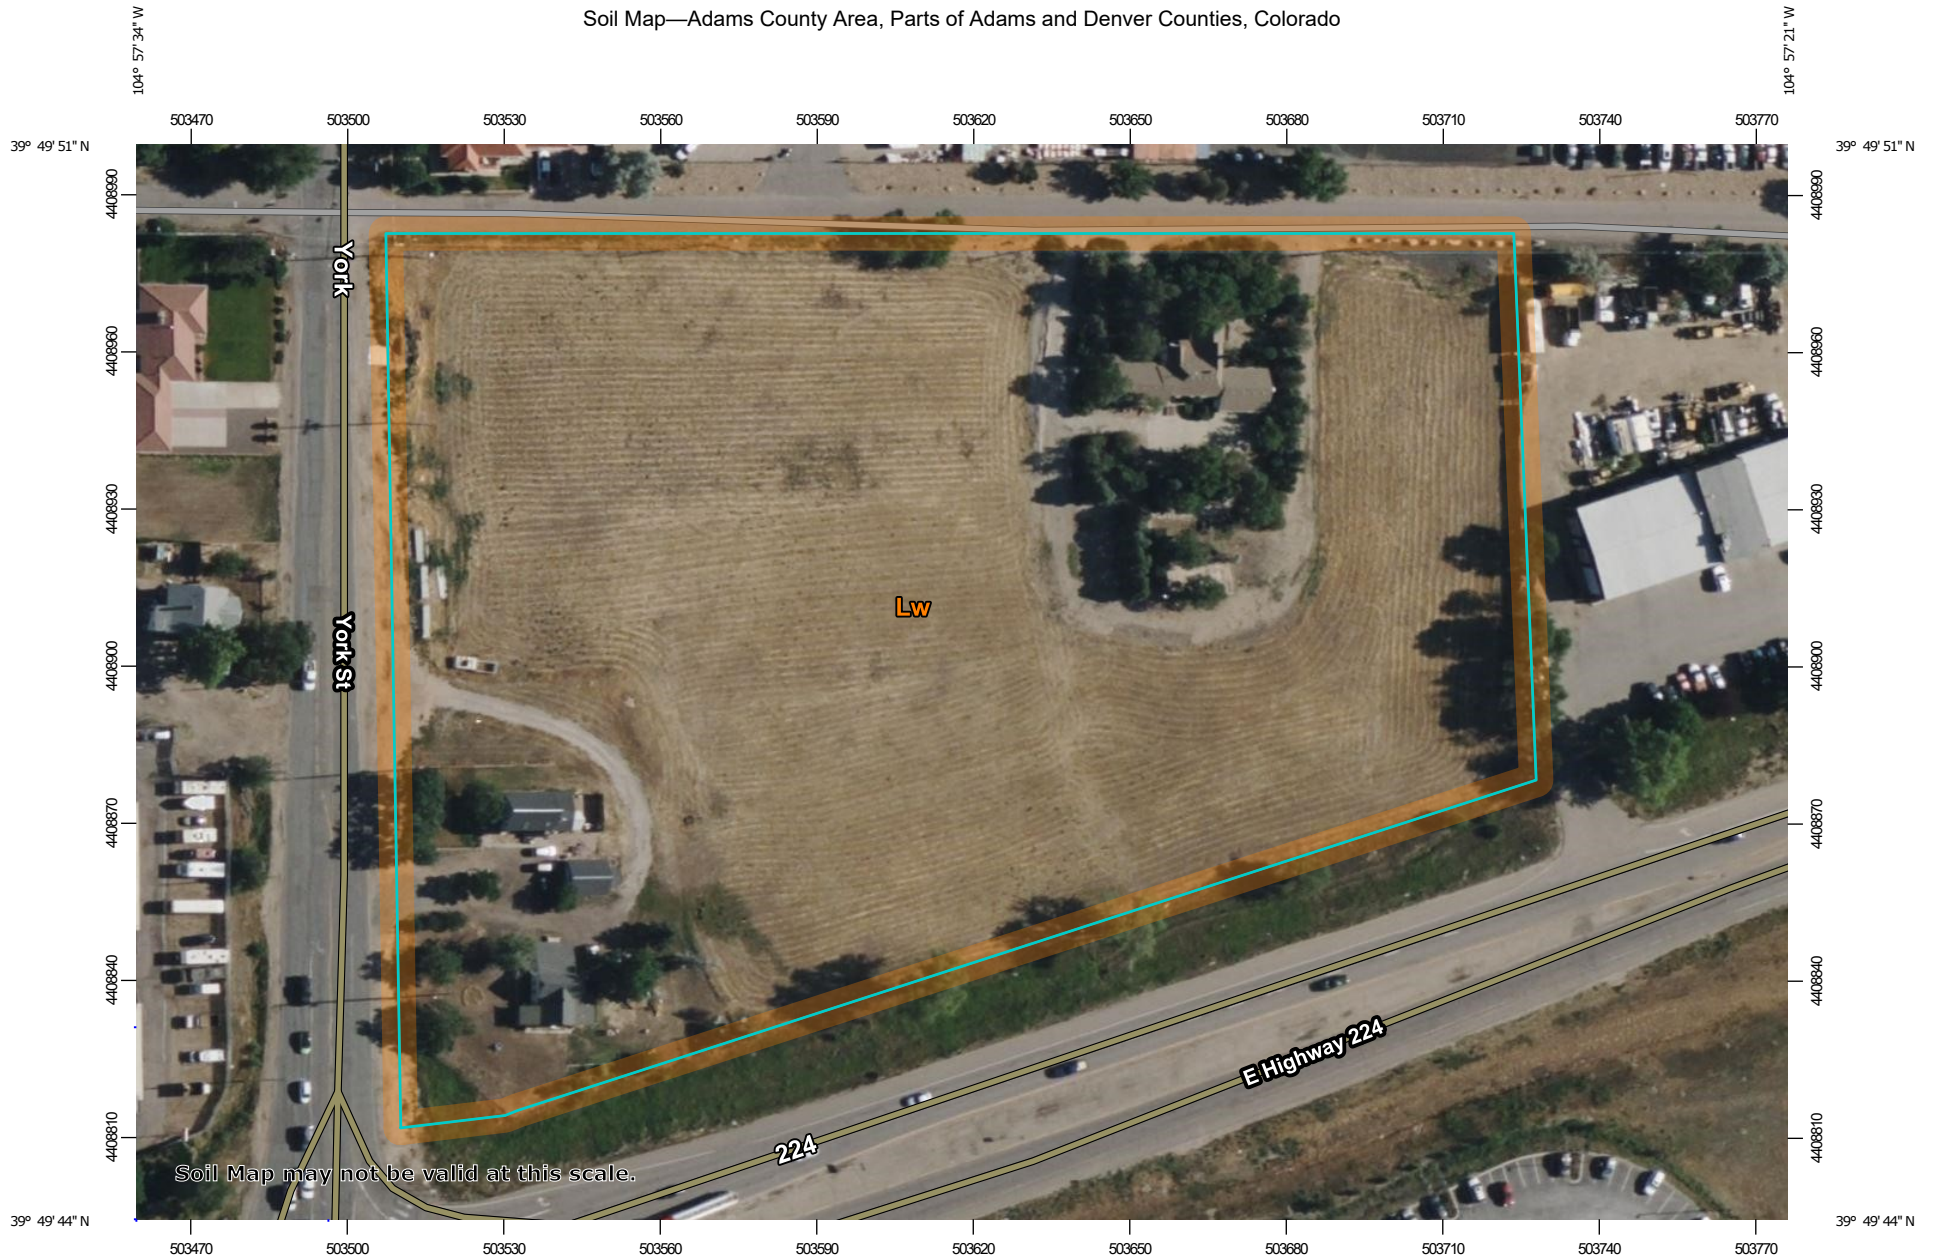 Soil Map—Adams County Area, Parts of Adams and Denver Counties, Colorado
104° 57' 34" W
104° 57' 21" W
503470 503500 503530 503560 503590 503620 503650 503680 503710 503740 503770
39° 49' 51" N
39° 49' 51" N
4408990
4408990
York
4408960
4408960
4408930
4408930
Lw
York St
4408900
4408900
4408870
4408870
4408840
4408840
E Highway 224
224
4408810
4408810
Soil Map may not be valid at this scale.
39° 49' 44" N
39° 49' 44" N
503470 503500 503530 503560 503590 503620 503650 503680 503710 503740 503770